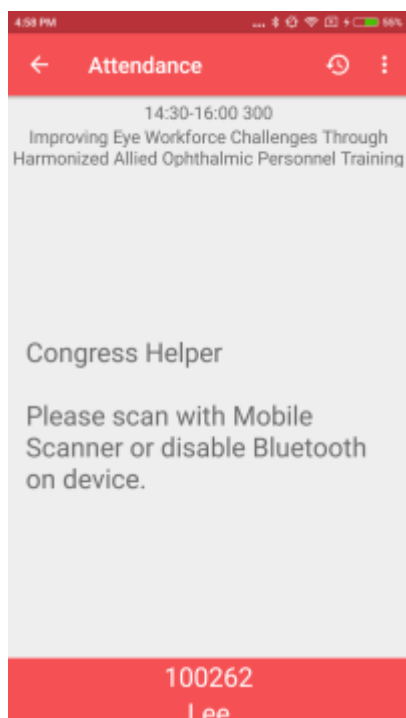 4:58 PM
... 55%
Attendance
14:30-16:00 300
Improving Eye Workforce Challenges Through
Harmonized Allied Ophthalmic Personnel Training
Congress Helper
Please scan with Mobile
Scanner or disable Bluetooth
on device.
100262
Lee